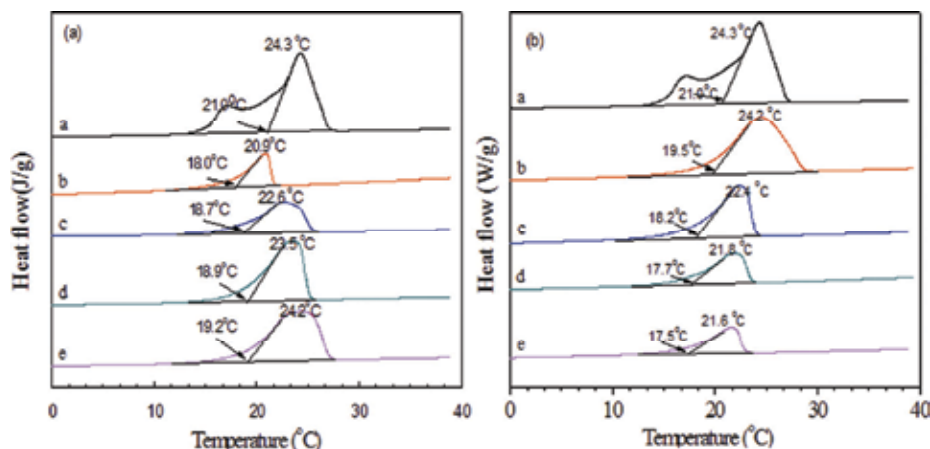 (a)
24.3 °C
21.0°C
a
20.9°C
18.0°C
b
22.6°C
18.7°C
c
23.5°C
18.9°C
d
24.2°C
19.2°C
e
0 10 20 30 40
Temperature (°C)
Heat flow(J/g)
(b)
24.3 °C
21.0°C
a
24.2°C
19.5°C
b
22.4 °C
18.2°C
c
21.8 °C
17.7°C
d
21.6 °C
17.5°C
e
0 10 20 30 40
Temperature (°C)
Heat flow (W/g)